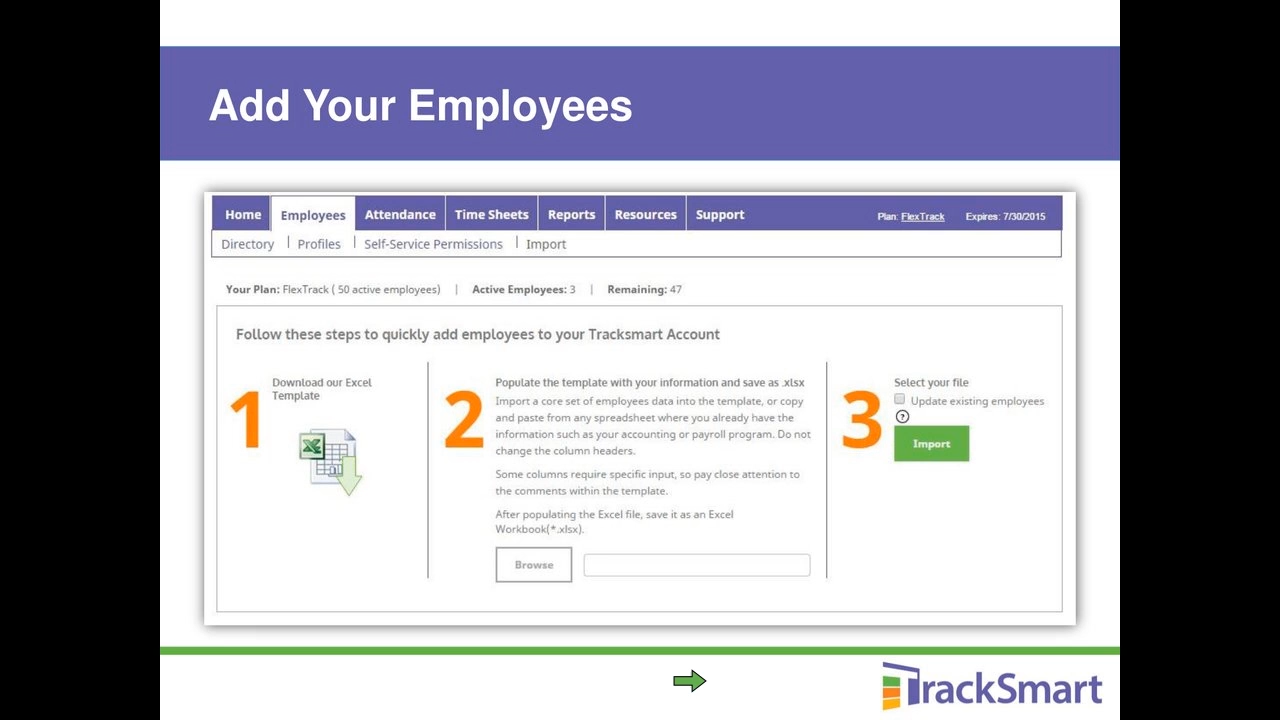 Add Your Employees
Home Employees Attendance Time Sheets Reports Resources Support Plan: FlexTrack Expires: 7/30/2015
Directory | Profiles | Self-Service Permissions | Import
Your Plan: FlexTrack ( 50 active employees) | Active Employees: 3 | Remaining: 47
Follow these steps to quickly add employees to your Tracksmart Account
1
Download our Excel
Template
2
Populate the template with your information and save as .xlsx
Import a core set of employees data into the template, or copy
and paste from any spreadsheet where you already have the
information such as your accounting or payroll program. Do not
change the column headers.
Some columns require specific input, so pay close attention to
the comments within the template.
After populating the Excel file, save it as an Excel
Workbook(*.xlsx).
Browse
3
Select your file
Update existing employees
?
Import
TrackSmart